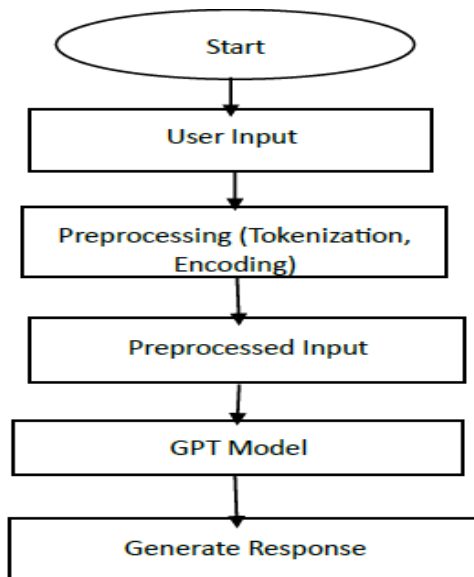 Start
User Input
Preprocessing (Tokenization,
Encoding)
Preprocessed Input
GPT Model
Generate Response